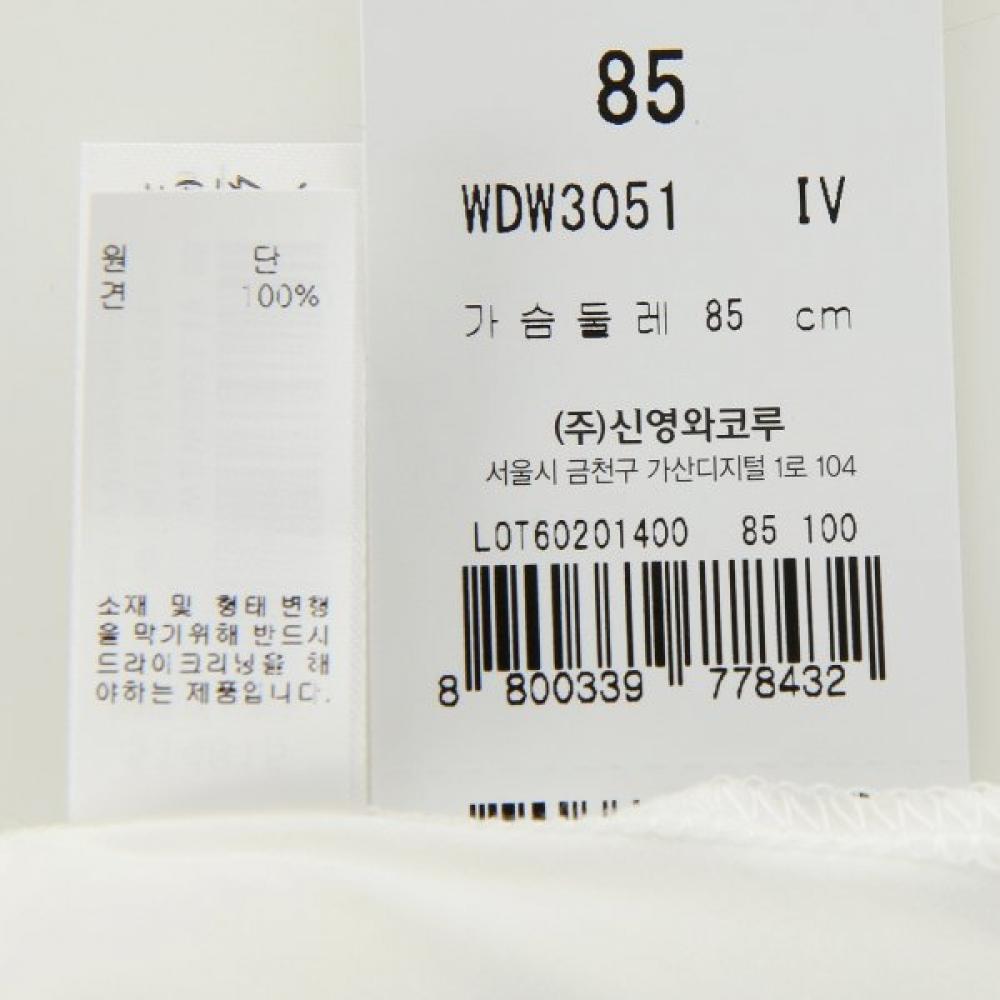 원 단
견 100%
소재 및 형태 변형
을 막기위해 반드시
드라이크리닝을 해
야하는 제품입니다.
85
WDW3051 IV
가슴둘레 85 cm
(주)신영와코루
서울시 금천구 가산디지털 1로 104
LOT60201400 85 100
8 800339 778432